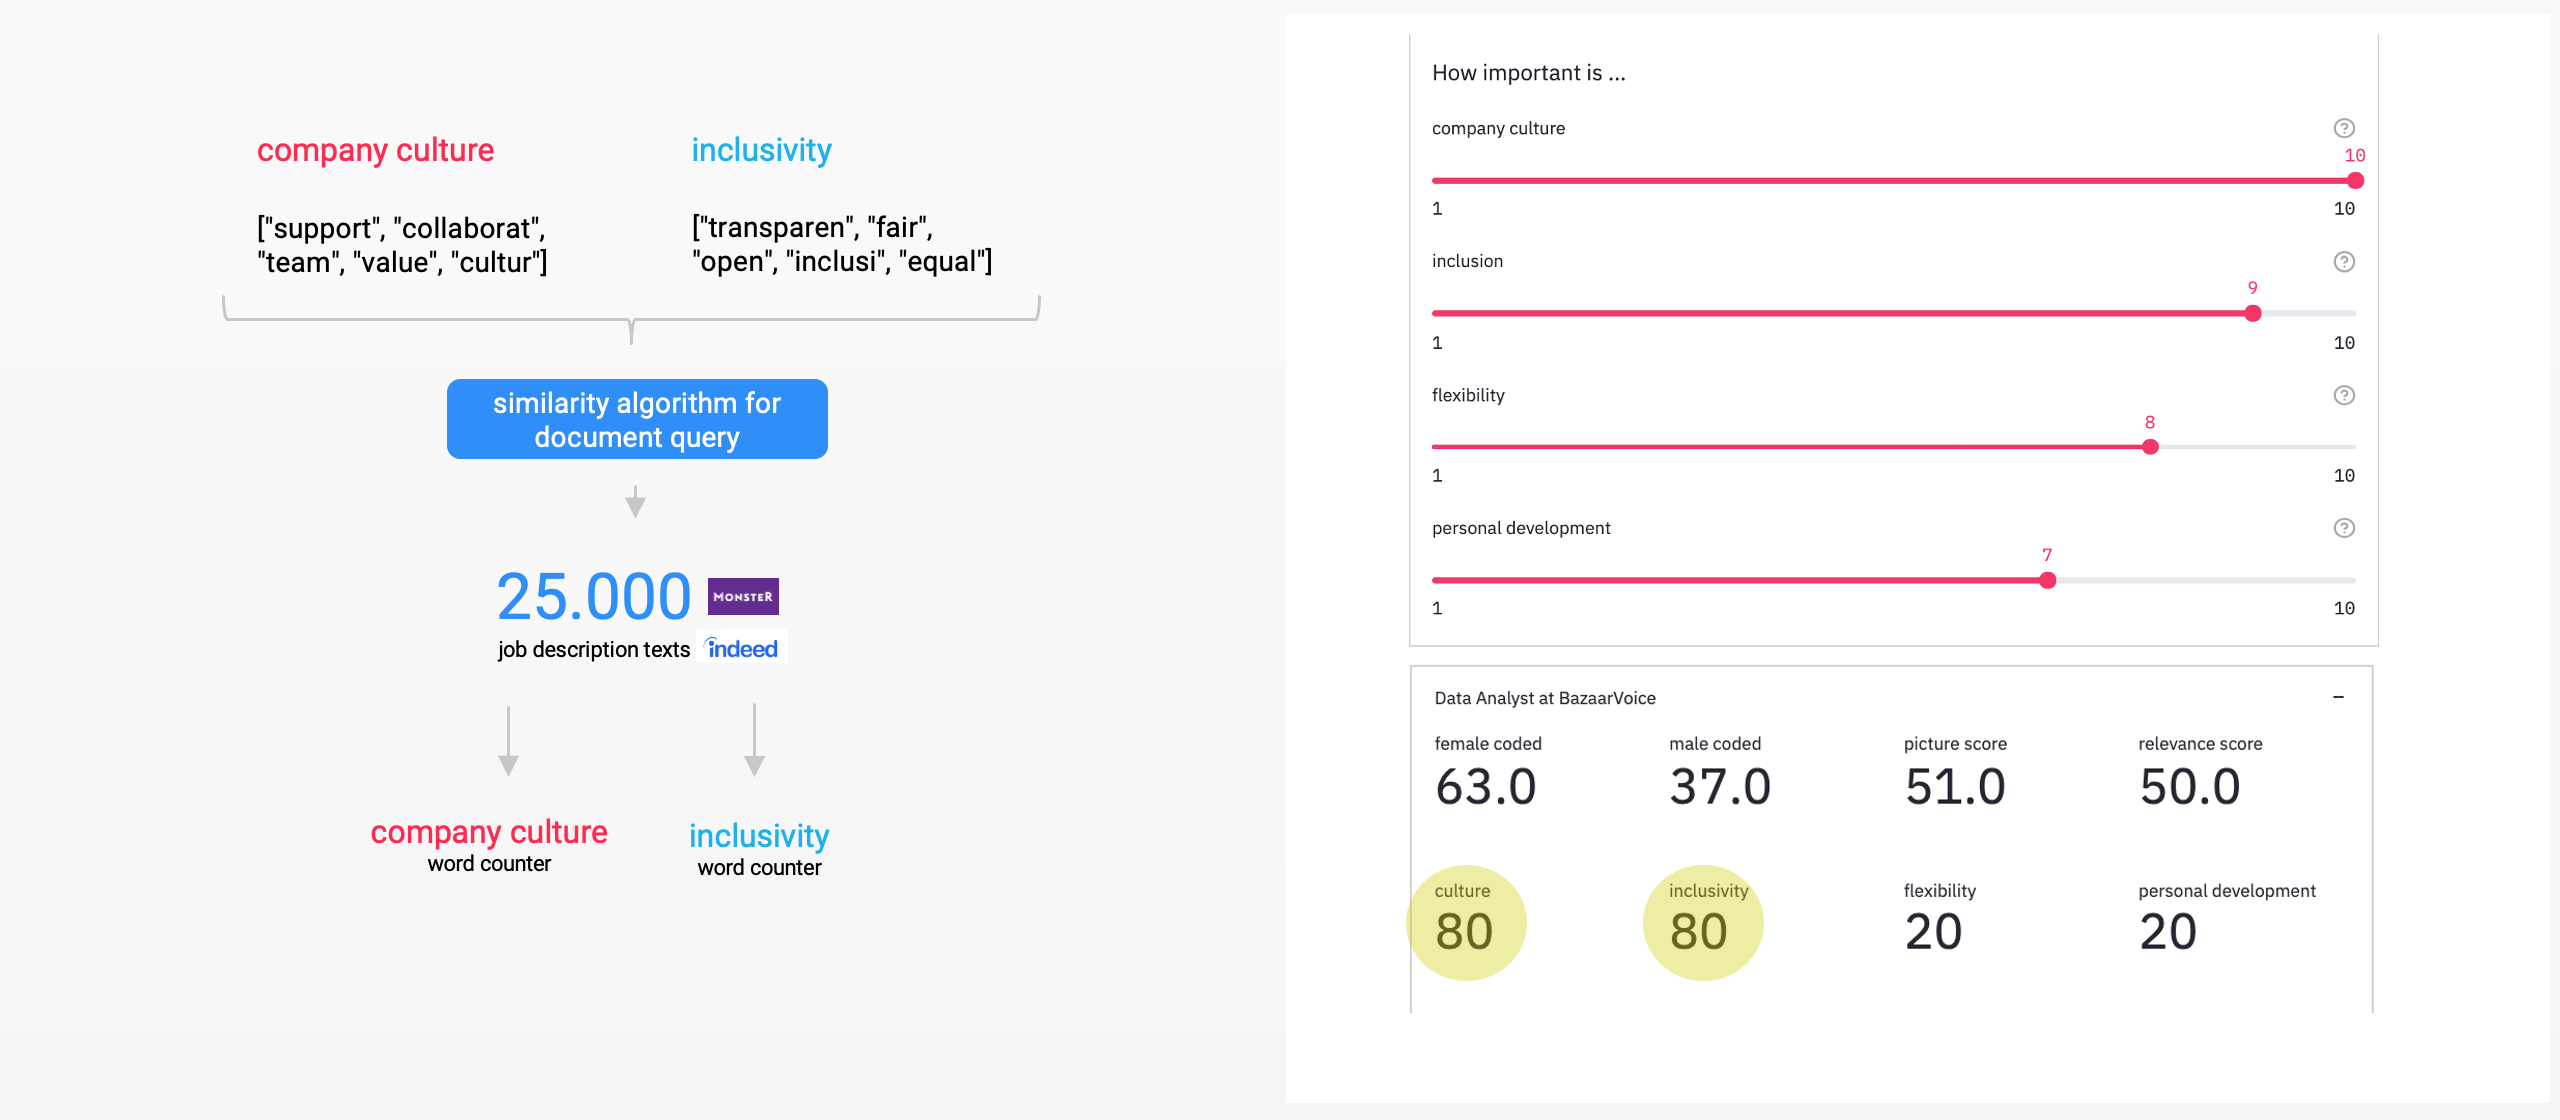 company culture
["support", "collaborat",
"team", "value", "cultur"]
inclusivity
["transparen", "fair",
"open", "inclusi", "equal"]
similarity algorithm for
document query
25.000
MONSTER
job description texts
indeed
company culture
word counter
inclusivity
word counter
How important is ...
company culture
?
10
1
10
inclusion
?
9
1
10
flexibility
?
8
1
10
personal development
?
7
1
10
Data Analyst at BazaarVoice
female coded
63.0
male coded
37.0
picture score
51.0
relevance score
50.0
culture
80
inclusivity
80
flexibility
20
personal development
20